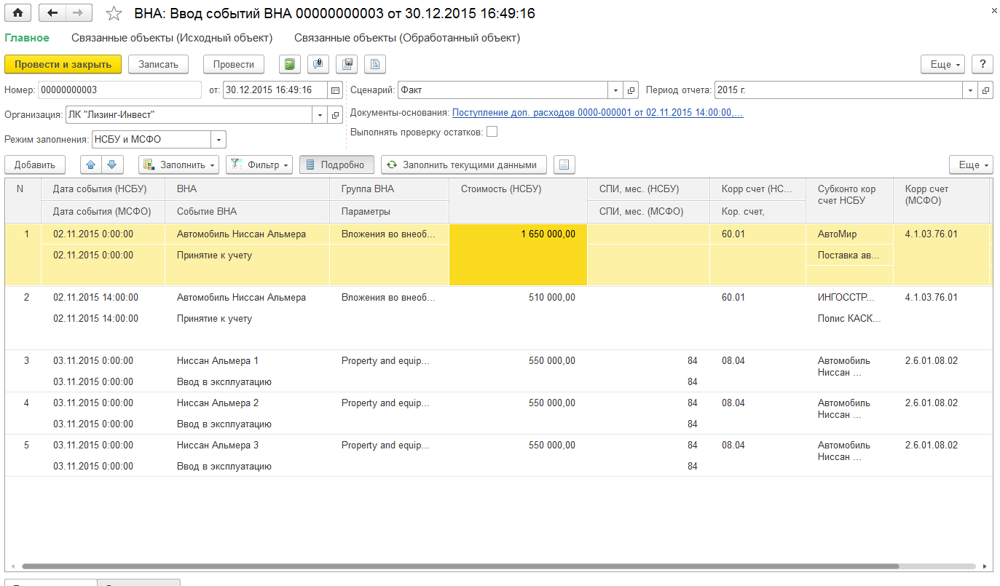 ВНА: Ввод событий ВНА 00000000003 от 30.12.2015 16:49:16
Главное Связанные объекты (Исходный объект) Связанные объекты (Обработанный объект)
Провести и закрыть Записать Провести Еще ?
Номер: 00000000003 от: 30.12.2015 16:49:16 Сценарий: Факт Период отчета: 2015 г.
Организация: ЛК "Лизинг-Инвест" Документы-основания: Поступление доп. расходов 0000-000001 от 02.11.2015 14:00:00,...
Режим заполнения: НСБУ и МСФО Выполнять проверку остатков:
Добавить Заполнить Фильтр Подробно Заполнить текущими данными Еще
N Дата события (НСБУ) ВНА Группа ВНА Стоимость (НСБУ) СПИ, мес. (НСБУ) Корр счет (НС... Субконто кор счет НСБУ Корр счет (МСФО)
Дата события (МСФО) Событие ВНА Параметры СПИ, мес. (МСФО) Кор. счет,
1 02.11.2015 0:00:00 Автомобиль Ниссан Альмера Вложения во внеоб... 1 650 000,00 60.01 АвтоМир 4.1.03.76.01
02.11.2015 0:00:00 Принятие к учету Поставка ав...
2 02.11.2015 14:00:00 Автомобиль Ниссан Альмера Вложения во внеоб... 510 000,00 60.01 ИНГОССТР... 4.1.03.76.01
02.11.2015 14:00:00 Принятие к учету Полис КАСК...
3 03.11.2015 0:00:00 Ниссан Альмера 1 Property and equip... 550 000,00 84 08.04 Автомобиль Ниссан ... 2.6.01.08.02
03.11.2015 0:00:00 Ввод в эксплуатацию 84
4 03.11.2015 0:00:00 Ниссан Альмера 2 Property and equip... 550 000,00 84 08.04 Автомобиль Ниссан ... 2.6.01.08.02
03.11.2015 0:00:00 Ввод в эксплуатацию 84
5 03.11.2015 0:00:00 Ниссан Альмера 3 Property and equip... 550 000,00 84 08.04 Автомобиль Ниссан ... 2.6.01.08.02
03.11.2015 0:00:00 Ввод в эксплуатацию 84